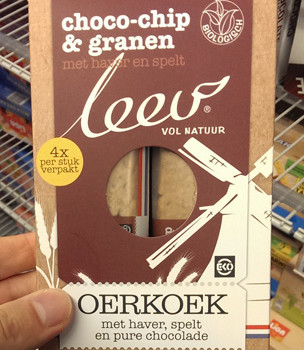 choco-chip
& granen
met haver en spelt
BIOLOGISCH
leev®
VOL NATUUR
4x
per stuk
verpakt
EKO
OERKOEK
met haver, spelt
en pure chocolade